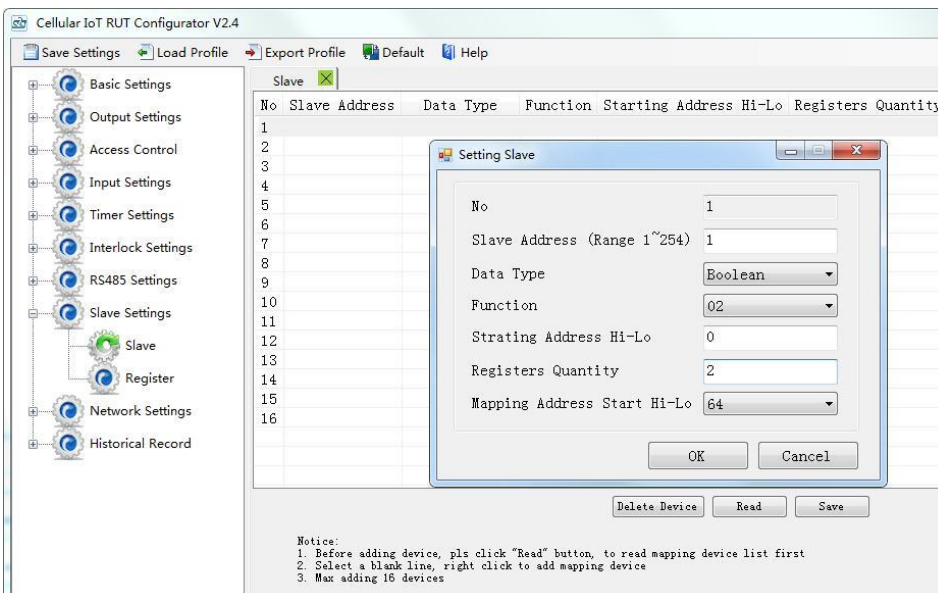 Cellular IoT RUT Configurator V2.4
Save Settings Load Profile Export Profile Default Help
Basic Settings
Output Settings
Access Control
Input Settings
Timer Settings
Interlock Settings
RS485 Settings
Slave Settings
Slave
Register
Network Settings
Historical Record
Slave
No Slave Address Data Type Function Starting Address Hi-Lo Registers Quantity
1
2
3
4
5
6
7
8
9
10
11
12
13
14
15
16
Setting Slave
No 1
Slave Address (Range 1~254) 1
Data Type Boolean
Function 02
Strating Address Hi-Lo 0
Registers Quantity 2
Mapping Address Start Hi-Lo 64
OK Cancel
Delete Device Read Save
Notice:
1. Before adding device, pls click "Read" button, to read mapping device list first
2. Select a blank line, right click to add mapping device
3. Max adding 16 devices